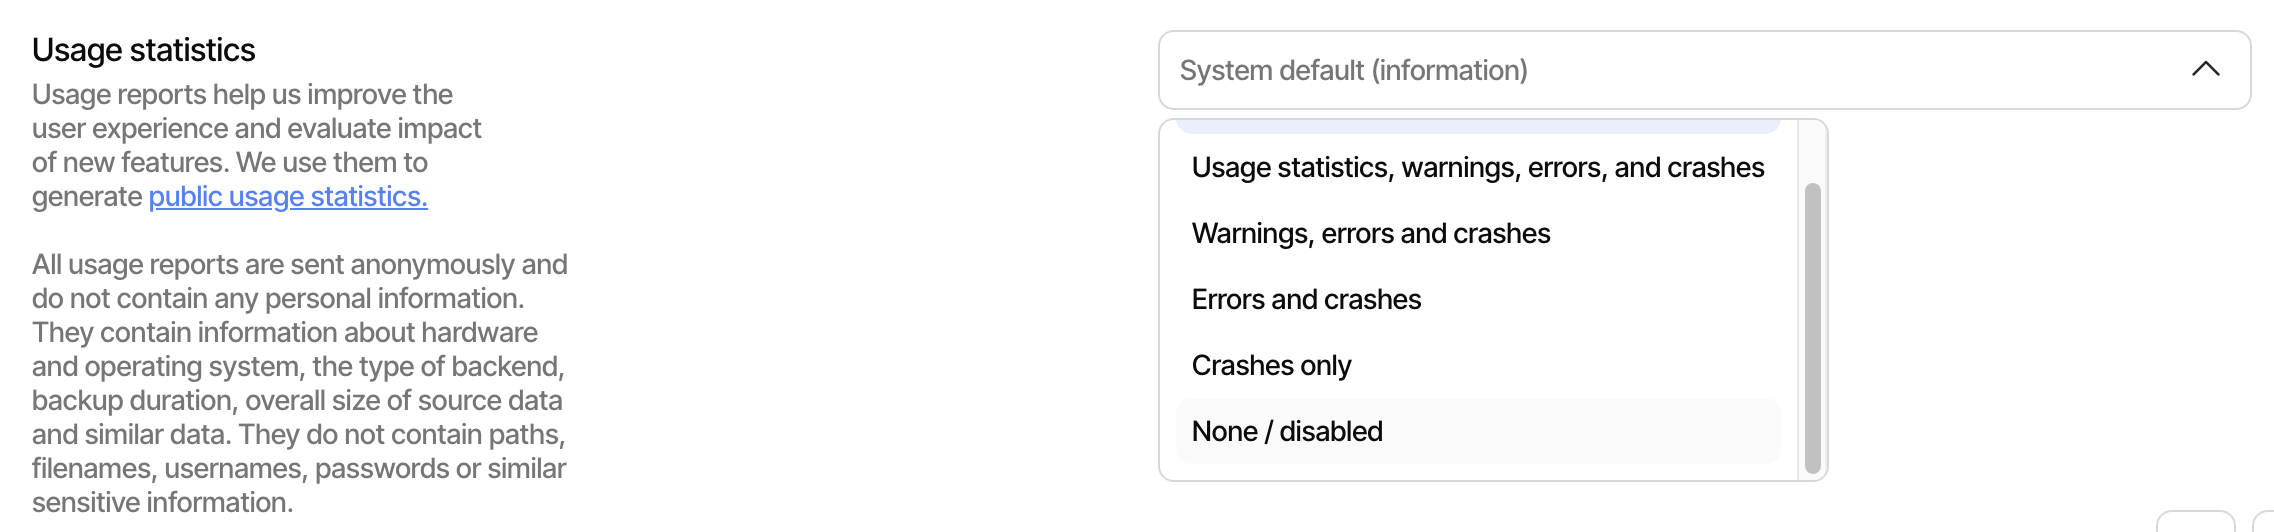 Usage statistics
Usage reports help us improve the
user experience and evaluate impact
of new features. We use them to
generate public usage statistics.
All usage reports are sent anonymously and
do not contain any personal information.
They contain information about hardware
and operating system, the type of backend,
backup duration, overall size of source data
and similar data. They do not contain paths,
filenames, usernames, passwords or similar
sensitive information.
System default (information)
Usage statistics, warnings, errors, and crashes
Warnings, errors and crashes
Errors and crashes
Crashes only
None / disabled